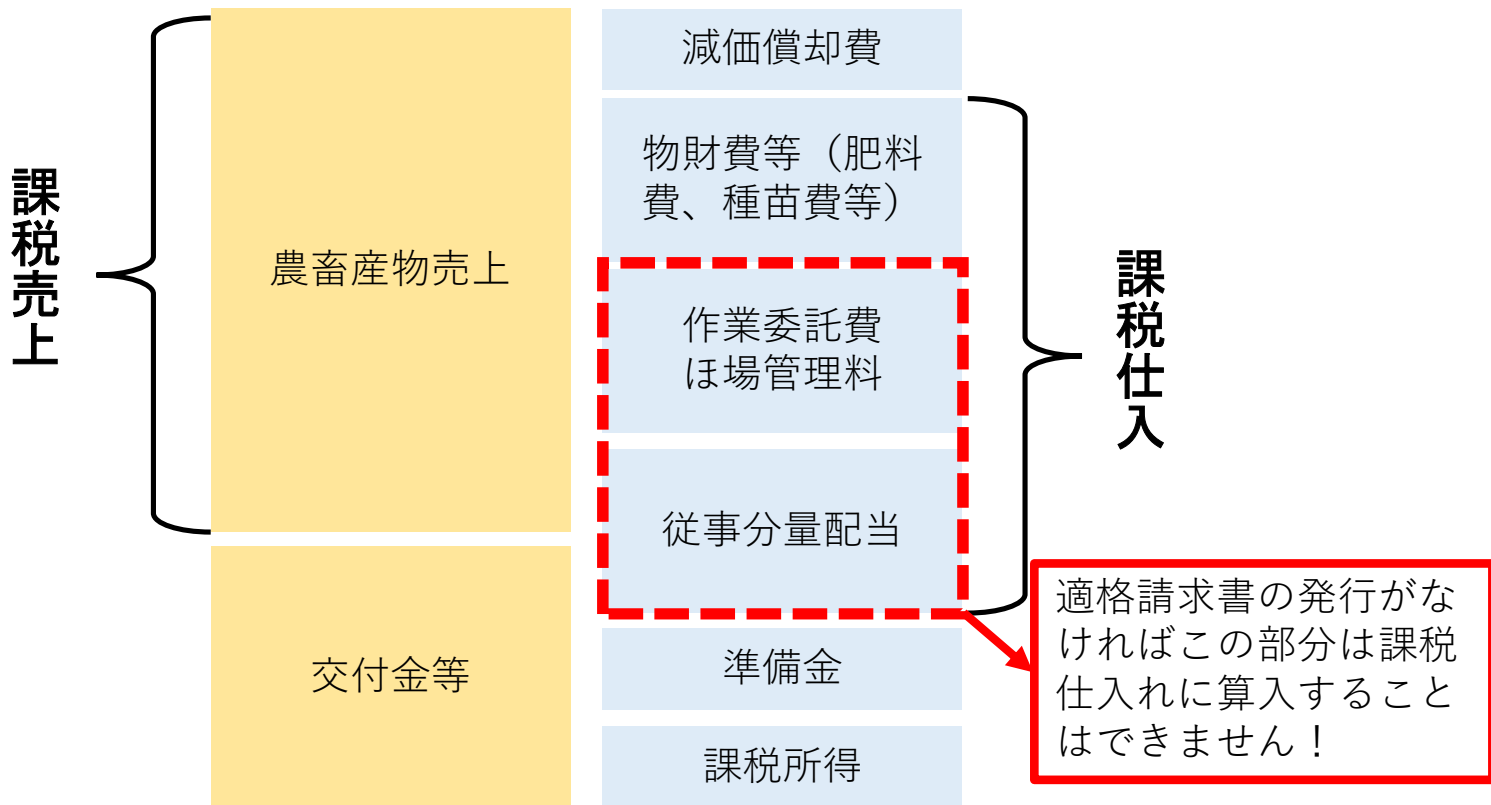 課税売上
農畜産物売上
交付金等
減価償却費
物財費等（肥料
費、種苗費等）
作業委託費
ほ場管理料
従事分量配当
準備金
課税所得
課税仕入
適格請求書の発行がな
ければこの部分は課税
仕入れに算入すること
はできません！